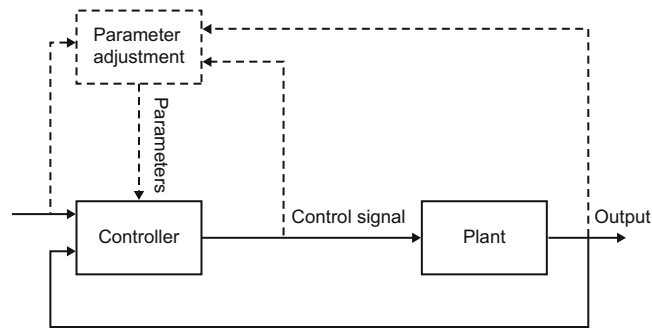 Parameter
adjustment
Parameters
Control signal
Output
Controller
Plant